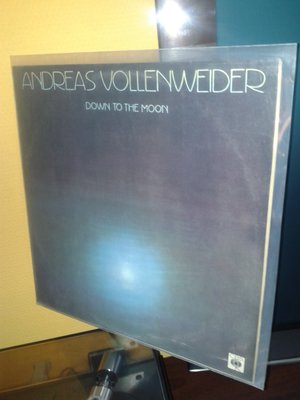 ANDREAS VOLLENWEIDER
DOWN TO THE MOON